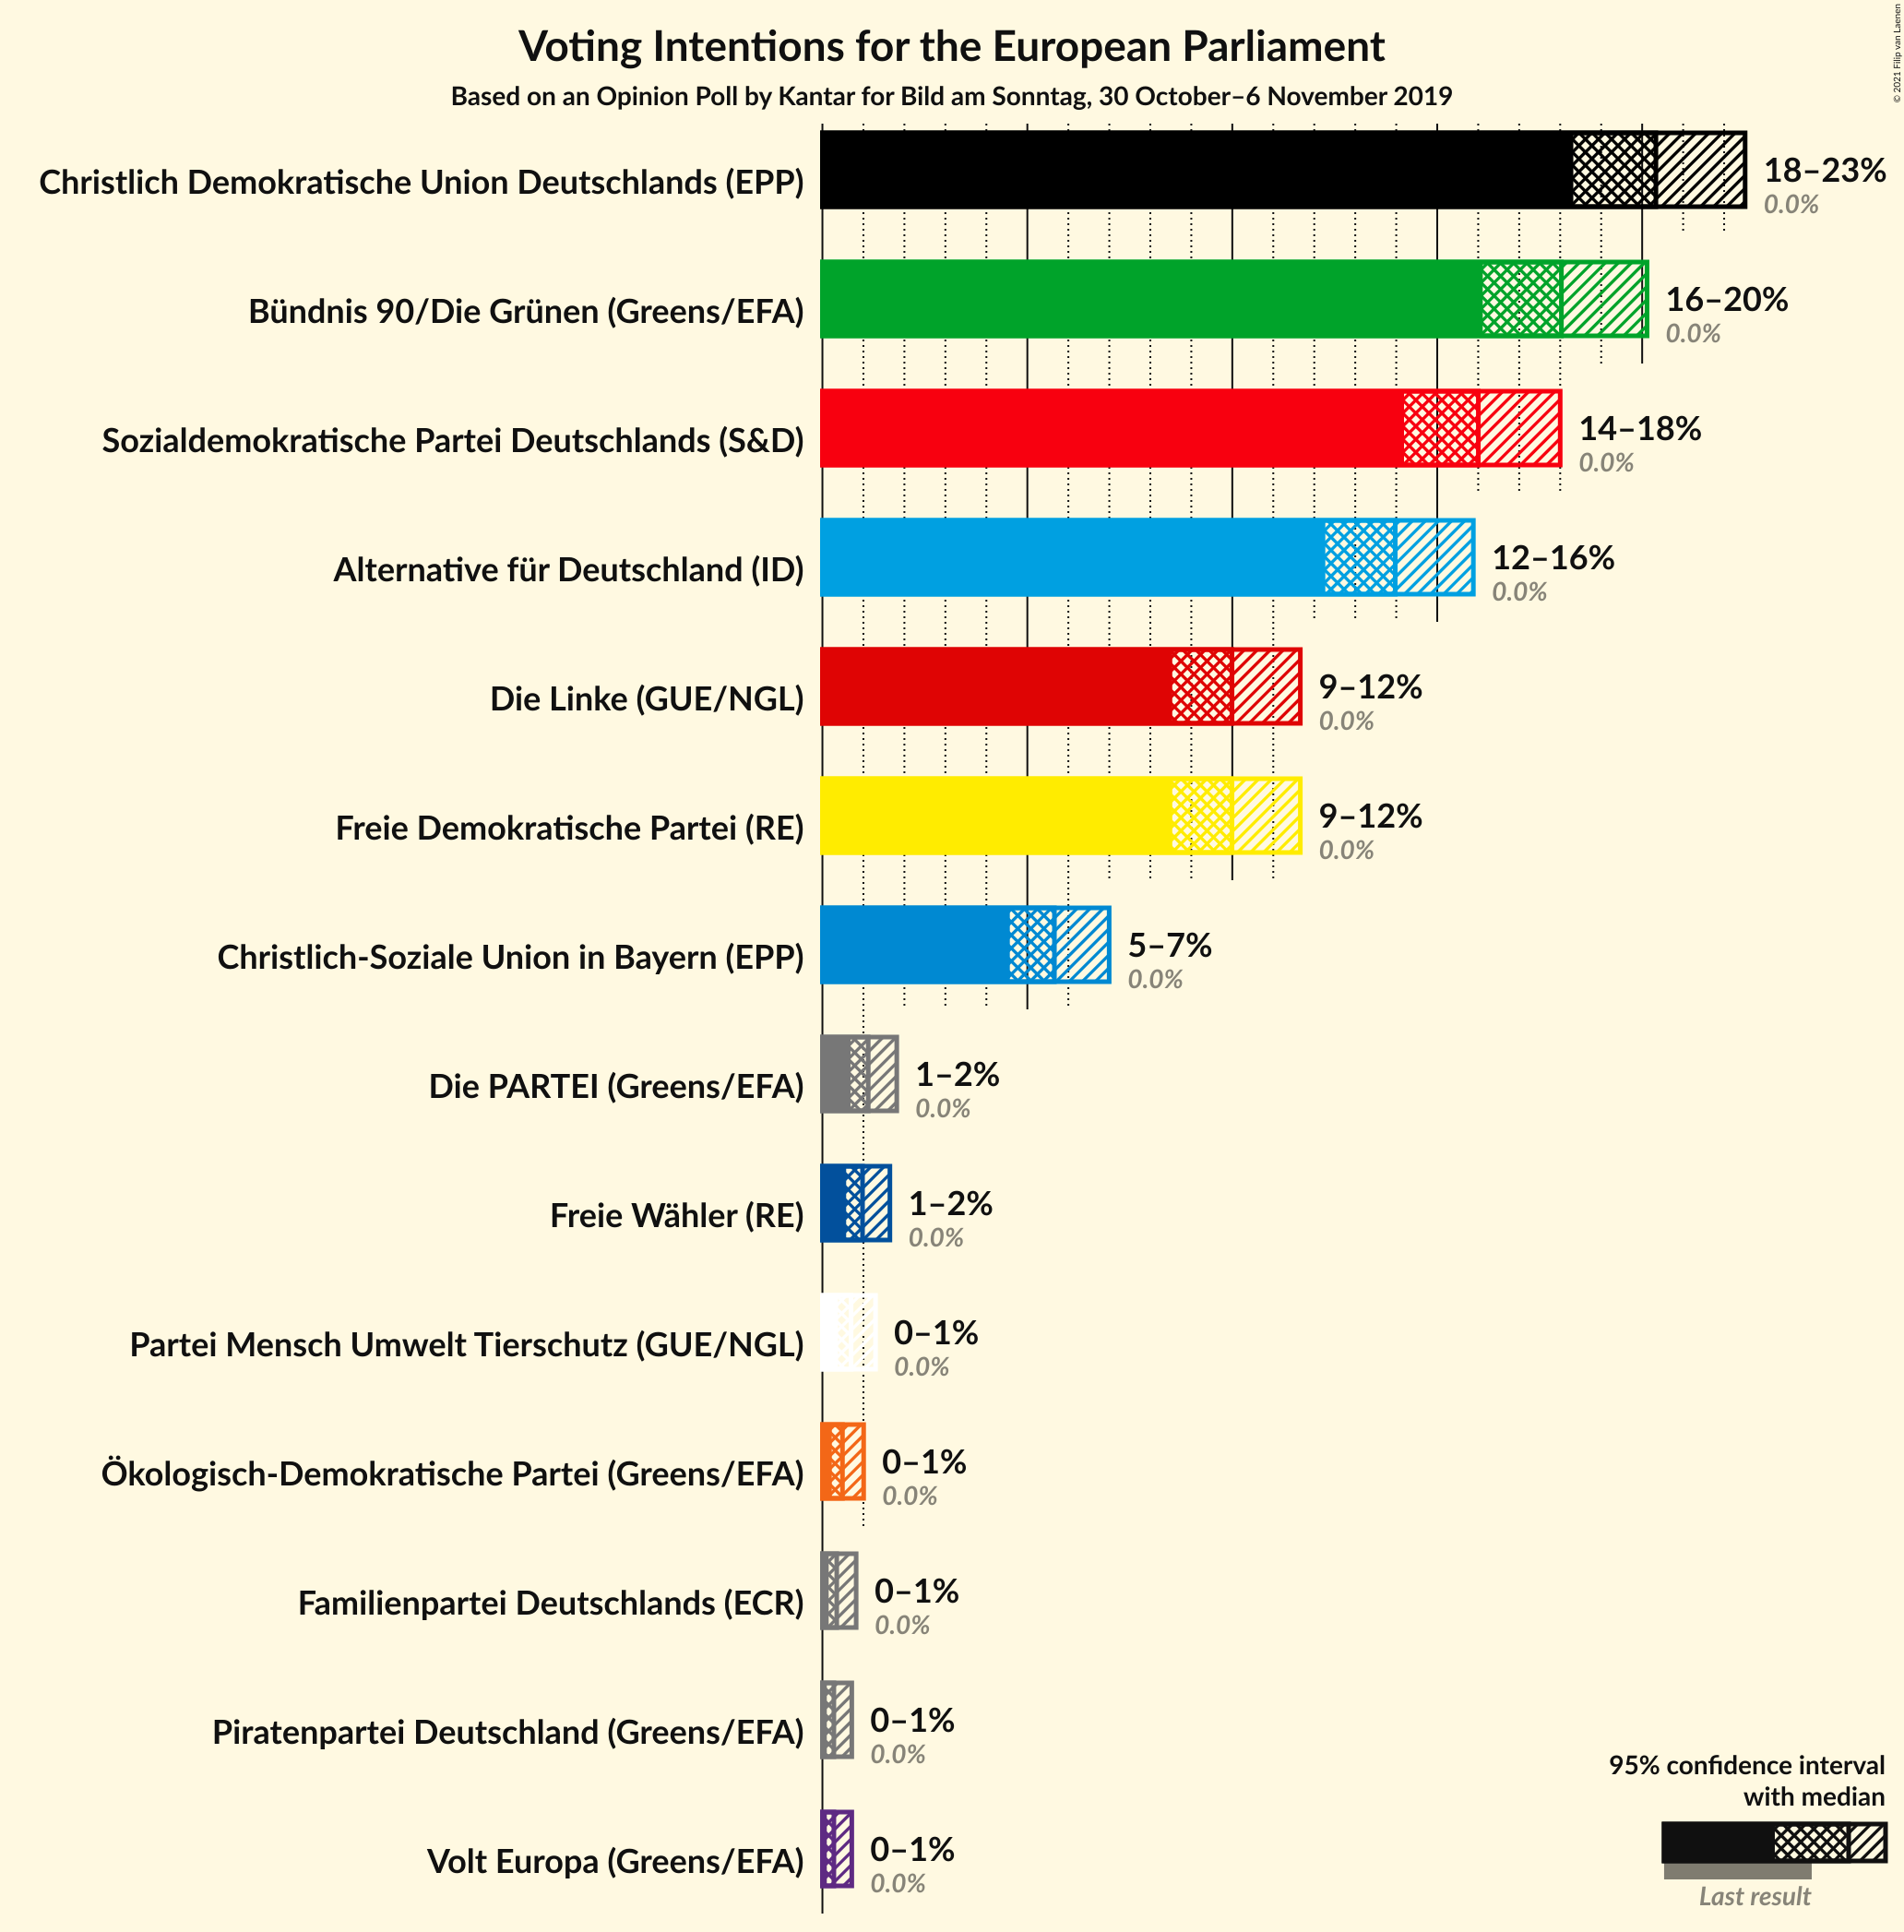 Voting Intentions for the European Parliament
Based on an Opinion Poll by Kantar for Bild am Sonntag, 30 October–6 November 2019
© 2021 Filip van Laenen
Christlich Demokratische Union Deutschlands (EPP)
18–23%
0.0%
Bündnis 90/Die Grünen (Greens/EFA)
16–20%
0.0%
Sozialdemokratische Partei Deutschlands (S&D)
14–18%
0.0%
Alternative für Deutschland (ID)
12–16%
0.0%
Die Linke (GUE/NGL)
9–12%
0.0%
Freie Demokratische Partei (RE)
9–12%
0.0%
Christlich-Soziale Union in Bayern (EPP)
5–7%
0.0%
Die PARTEI (Greens/EFA)
1–2%
0.0%
Freie Wähler (RE)
1–2%
0.0%
Partei Mensch Umwelt Tierschutz (GUE/NGL)
0–1%
0.0%
Ökologisch-Demokratische Partei (Greens/EFA)
0–1%
0.0%
Familienpartei Deutschlands (ECR)
0–1%
0.0%
Piratenpartei Deutschland (Greens/EFA)
0–1%
0.0%
Volt Europa (Greens/EFA)
0–1%
0.0%
95% confidence interval
with median
Last result